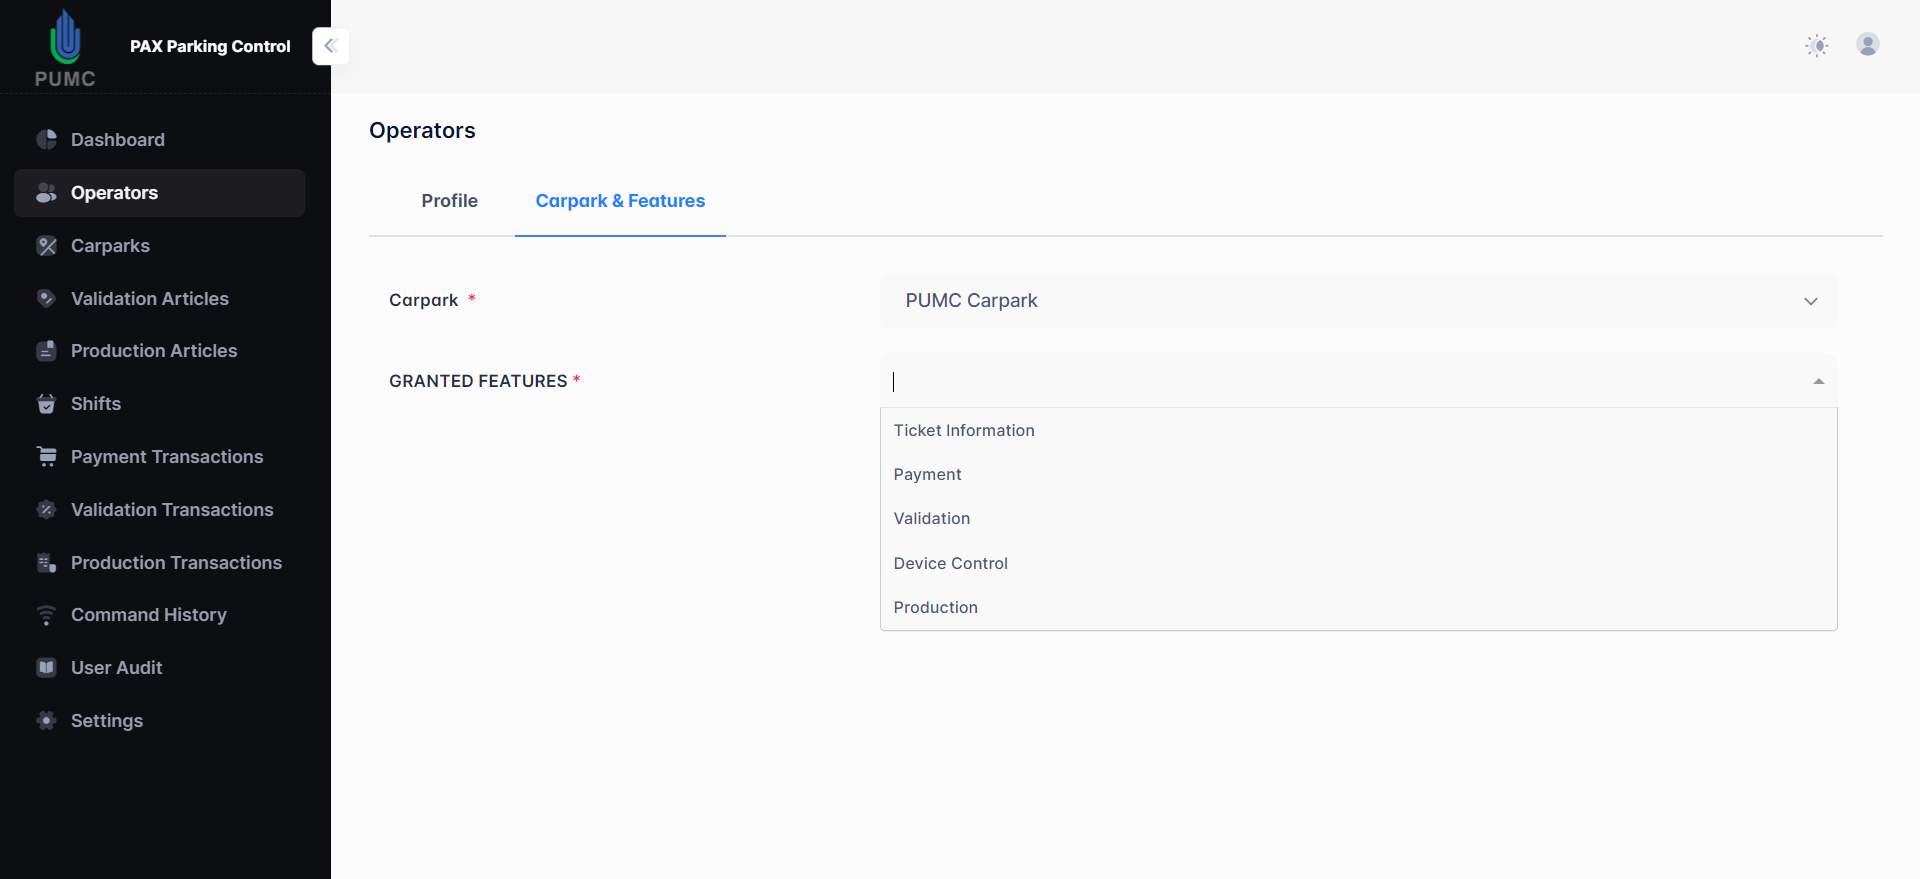 PUMC
PAX Parking Control
Dashboard
Operators
Carparks
Validation Articles
Production Articles
Shifts
Payment Transactions
Validation Transactions
Production Transactions
Command History
User Audit
Settings
Operators
Profile
Carpark & Features
Carpark *
PUMC Carpark
GRANTED FEATURES *
Ticket Information
Payment
Validation
Device Control
Production